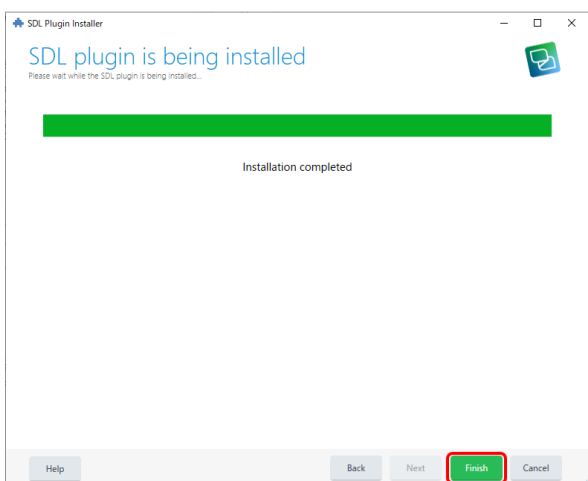 SDL Plugin Installer
SDL plugin is being installed
Please wait while the SDL plugin is being installed...
Installation completed
Help Back Next Finish Cancel